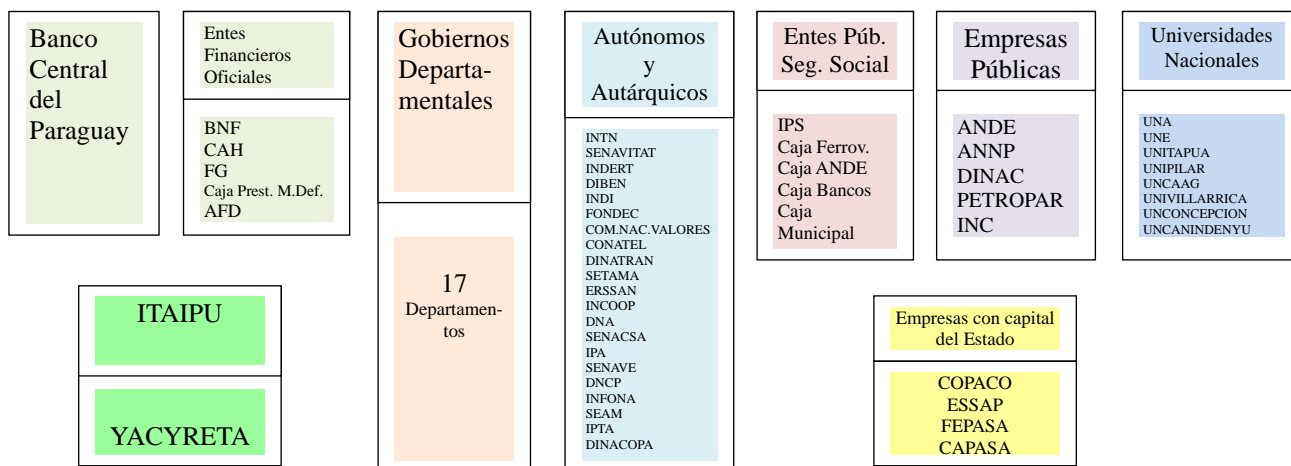 Banco
Central
del
Paraguay
Entes
Financieros
Oficiales
BNF
CAH
FG
Caja Prest. M.Def.
AFD
Gobiernos
Departa-
mentales
17
Departamen-
tos
Autónomos
y
Autárquicos
INTN
SENAVITAT
INDERT
DIBEN
INDI
FONDEC
COM.NAC.VALORES
CONATEL
DINATRAN
SETAMA
ERSSAN
INCOOP
DNA
SENACSA
IPA
SENAVE
DNCP
INFONA
SEAM
IPTA
DINACOPA
Entes Púb.
Seg. Social
IPS
Caja Ferrov.
Caja ANDE
Caja Bancos
Caja
Municipal
Empresas
Públicas
ANDE
ANNP
DINAC
PETROPAR
INC
Universidades
Nacionales
UNA
UNE
UNITAPUA
UNIPILAR
UNCAAG
UNIVILLARRICA
UNCONCEPCION
UNCANINDENYU
ITAIPU
YACYRETA
Empresas con capital
del Estado
COPACO
ESSAP
FEPASA
CAPASA